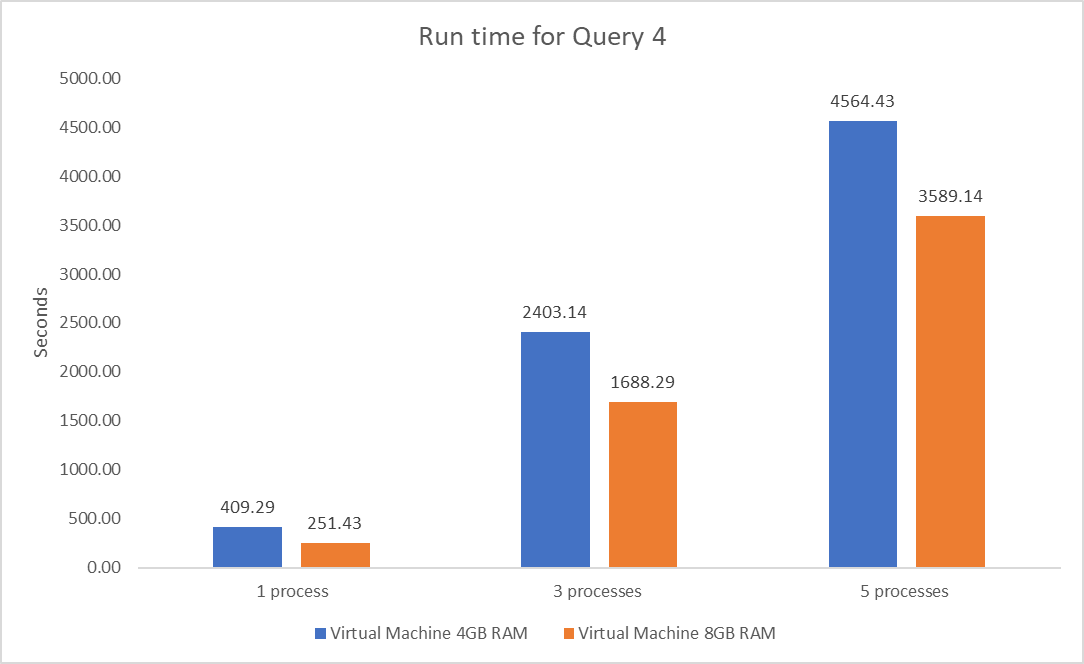 Run time for Query 4
5000.00
4500.00
4000.00
3500.00
3000.00
2500.00
2000.00
1500.00
1000.00
500.00
0.00
Seconds
409.29
251.43
2403.14
1688.29
4564.43
3589.14
1 process
3 processes
5 processes
Virtual Machine 4GB RAM
Virtual Machine 8GB RAM